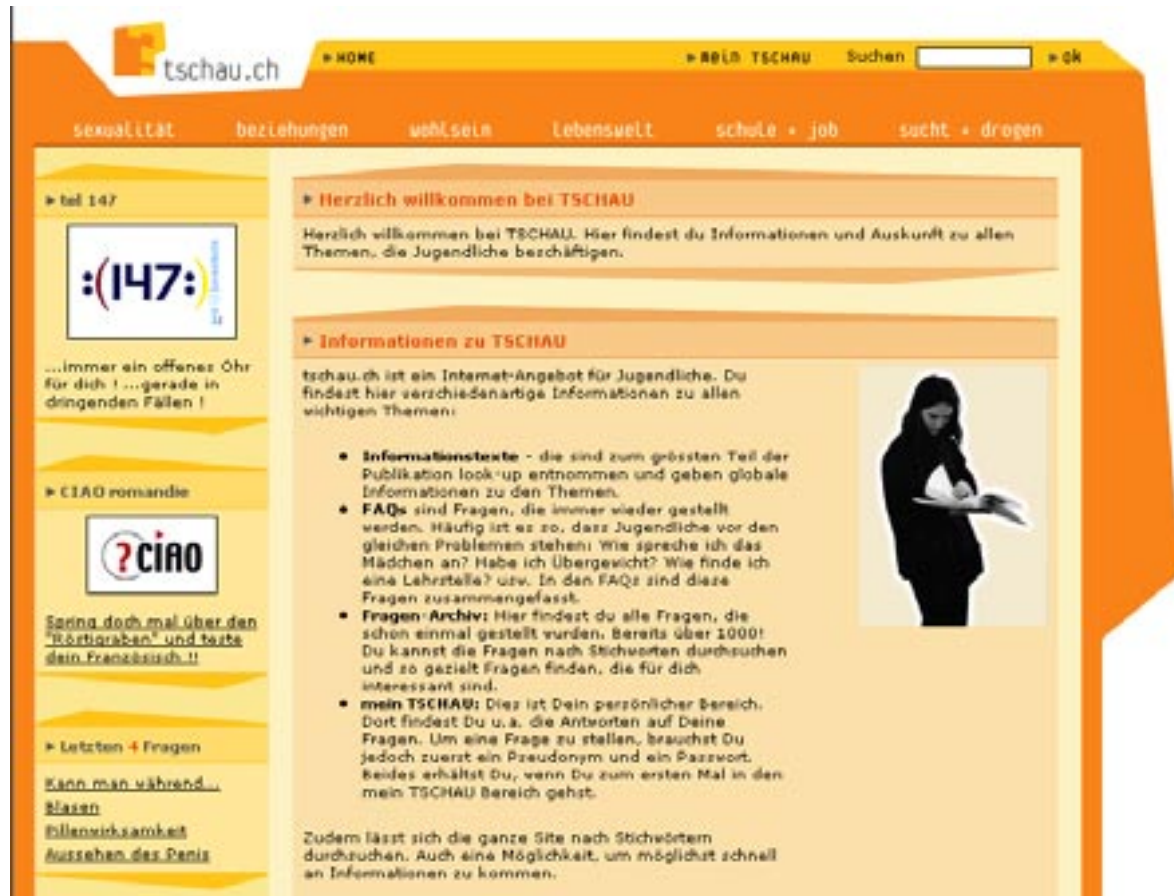 tschau.ch
HOME
mein TSCHAU
Suchen
ok
sexualität
beziehungen
wohlsein
lebenswelt
schule + job
sucht + drogen
tel 147
:(147:)
...immer ein offenes Ohr
für dich ! ...gerade in
dringenden Fällen !
CIAO romandie
?CIAO
Spring doch mal über den
"Röstigraben" und teste
dein Französisch !!
Letzten 4 Fragen
Kann man während...
Blasen
Pillenwirksamkeit
Aussehen des Penis
Herzlich willkommen bei TSCHAU
Herzlich willkommen bei TSCHAU. Hier findest du Informationen und Auskunft zu allen
Themen, die Jugendliche beschäftigen.
Informationen zu TSCHAU
tschau.ch ist ein Internet-Angebot für Jugendliche. Du
findest hier verschiedenartige Informationen zu allen
wichtigen Themen:
• Informationstexte - die sind zum grössten Teil der
Publikation look-up entnommen und geben globale
Informationen zu den Themen.
• FAQs sind Fragen, die immer wieder gestellt
werden. Häufig ist es so, dass Jugendliche vor den
gleichen Problemen stehen: Wie spreche ich das
Mädchen an? Habe ich Übergewicht? Wie finde ich
eine Lehrstelle? usw. In den FAQs sind diese
Fragen zusammengefasst.
• Fragen-Archiv: Hier findest du alle Fragen, die
schon einmal gestellt wurden. Bereits über 1000!
Du kannst die Fragen nach Stichworten durchsuchen
und so gezielt Fragen finden, die für dich
interessant sind.
• mein TSCHAU: Dies ist Dein persönlicher Bereich.
Dort findest Du u.a. die Antworten auf Deine
Fragen. Um eine Frage zu stellen, brauchst Du
jedoch zuerst ein Pseudonym und ein Passwort.
Beides erhältst Du, wenn Du zum ersten Mal in den
mein TSCHAU Bereich gehst.
Zudem lässt sich die ganze Site nach Stichwörtern
durchsuchen. Auch eine Möglichkeit, um möglichst schnell
an Informationen zu kommen.